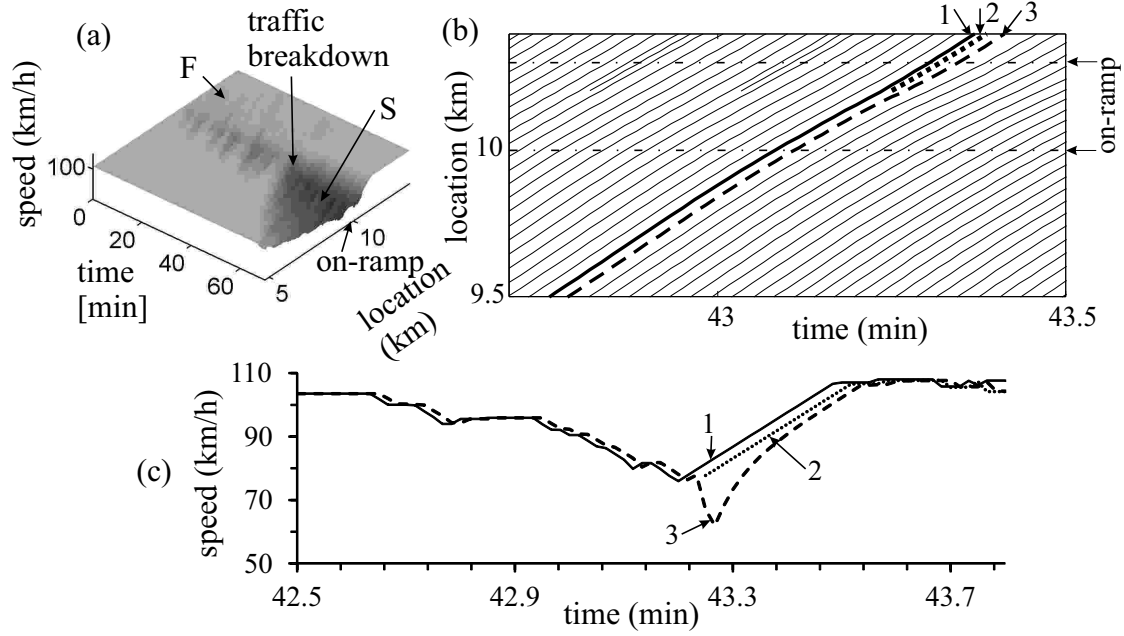 (a)
traffic
breakdown
F
S
speed (km/h)
100
0
20
40
60
time
[min]
5
10
on-ramp
location
(km)
(b)
1
2
3
location (km)
10
9.5
43
43.5
time (min)
on-ramp
(c)
speed (km/h)
110
90
70
50
1
2
3
42.5
42.9
43.3
43.7
time (min)